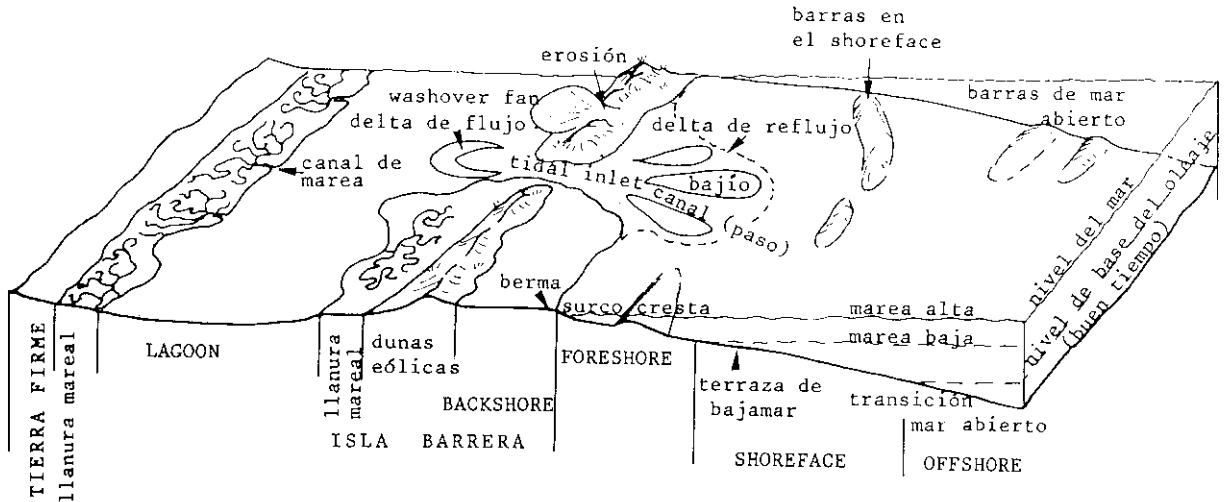 barras en
el shoreface
erosión
washover fan
delta de flujo
barras de mar
abierto
delta de reflujo
canal de
marea
tidal inlet
canal (paso)
bajío
nivel del mar
nivel de base del oleaje
(buen tiempo)
berma
surco cresta
marea alta
marea baja
TIERRA FIRME
llanura mareal
LAGOON
llanura
mareal
dunas
eólicas
FORESHORE
terraza de
bajamar
transición
mar abierto
BACKSHORE
ISLA BARRERA
SHOREFACE
OFFSHORE